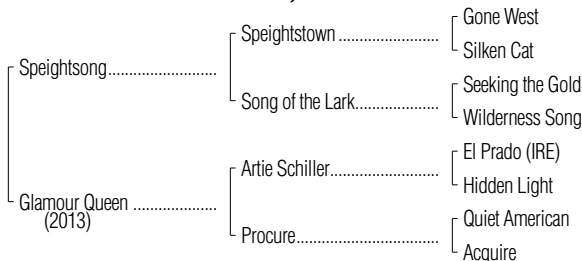 Gone West
Speightstown
Silken Cat
Speightsong
Seeking the Gold
Song of the Lark
Wilderness Song
El Prado (IRE)
Artie Schiller
Hidden Light
Glamour Queen
(2013)
Quiet American
Procure
Acquire